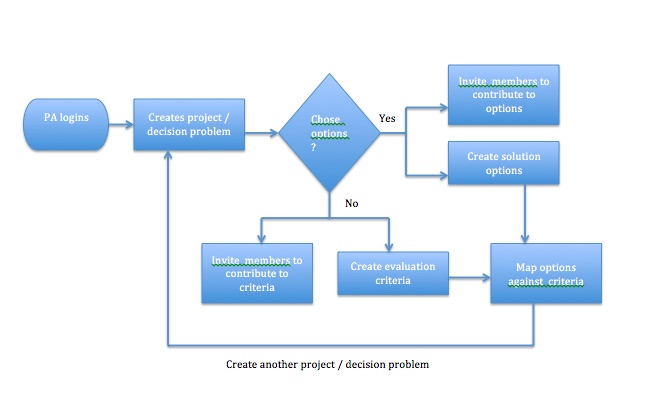 PA logins
Creates project /
decision problem
Chose
options
?
Yes
Invite members to
contribute to
options
Create solution
options
No
Invite members to
contribute to
criteria
Create evaluation
criteria
Map options
against criteria
Create another project / decision problem